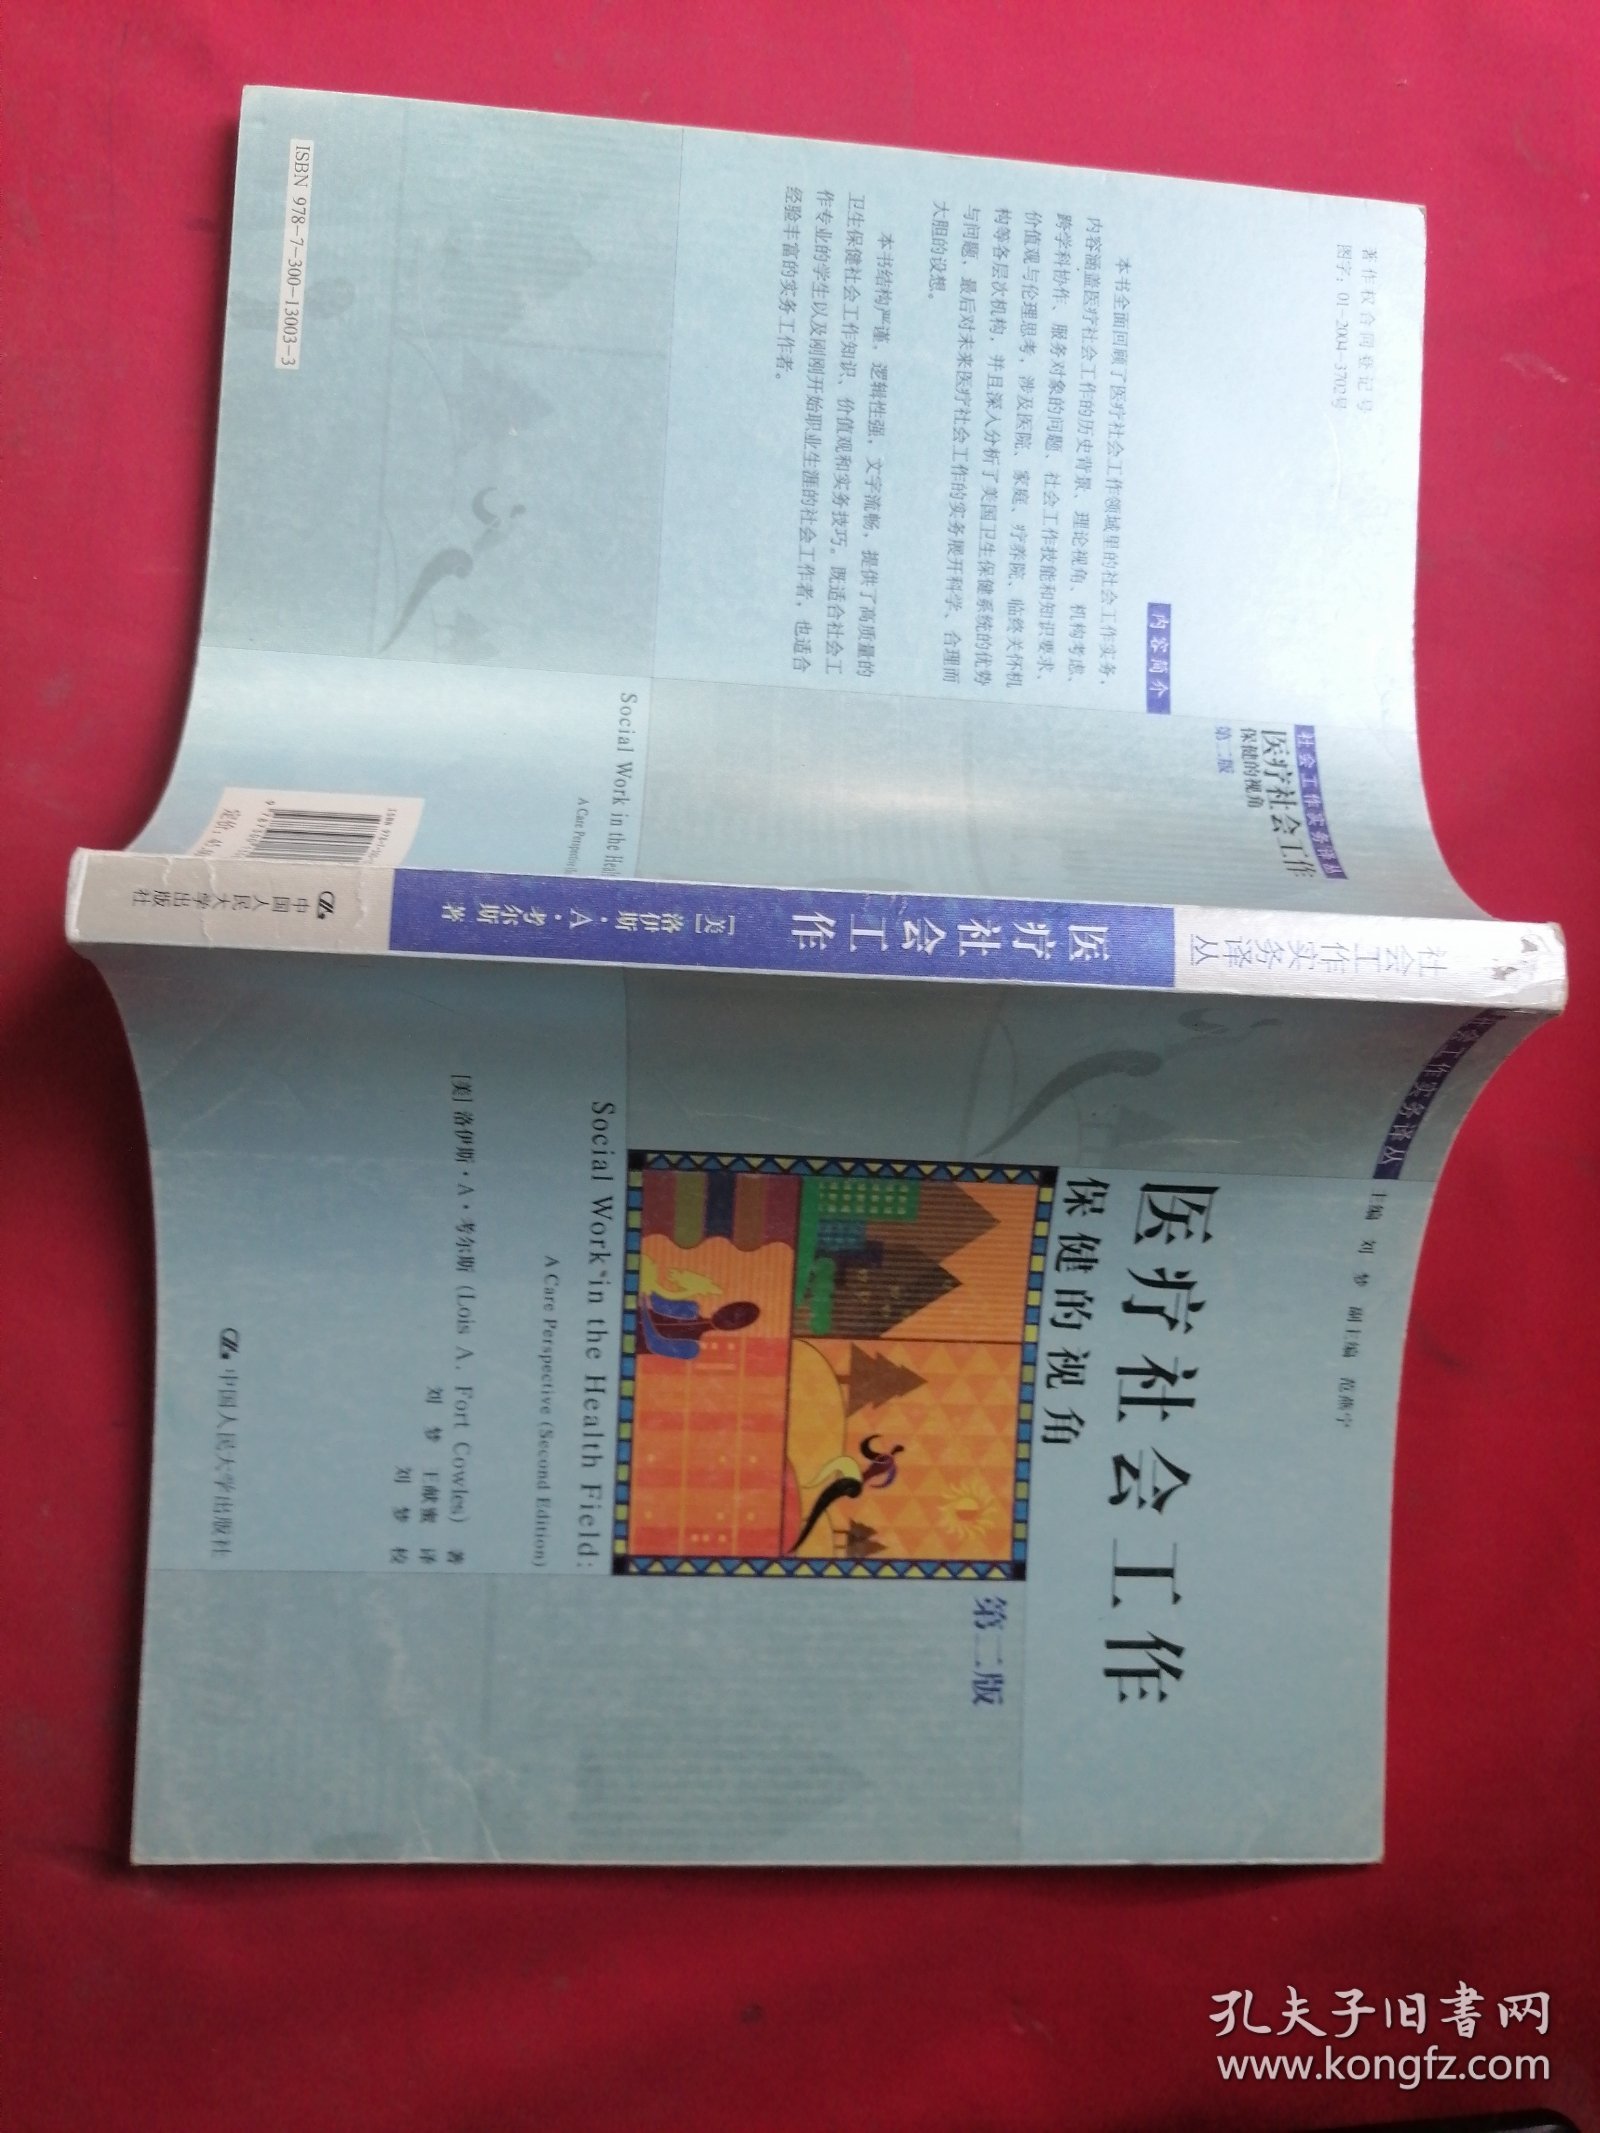 著作权合同登记号
图字：01-2004-3702号
社会工作实务译丛
医疗社会工作
保健的视角
第二版
内容简介
本书全面回顾了医疗社会工作领域里的社会工作实务，
内容涵盖医疗社会工作的历史背景、理论视角、机构考虑、
跨学科协作、服务对象的问题、社会工作技能和知识要求、
价值观与伦理思考，涉及医院、家庭、疗养院、临终关怀机
构等各层次机构，并且深入分析了美国卫生保健系统的优势
与问题，最后对未来医疗社会工作的实务展开科学、合理而
大胆的设想。
本书结构严谨，逻辑性强，文字流畅，提供了高质量的
卫生保健社会工作知识、价值观和实务技巧。既适合社会工
作专业的学生以及刚刚开始职业生涯的社会工作者，也适合
经验丰富的实务工作者。
Social Work in the Heal
A Care Perspective
ISBN 978-7-300-13003-3
ISBN 978-7
定价：
社会工作实务译丛
医疗社会工作
[美] 洛伊斯·A·考尔斯 著
中国人民大学出版社
社会工作实务译丛
主编 刘 梦 副主编 范燕宁
医疗社会工作
保健的视角
第二版
Social Work in the Health Field:
A Care Perspective (Second Edition)
[美] 洛伊斯·A·考尔斯 (Lois A. Fort Cowles) 著
刘 梦 王献蜜 译
刘 梦 校
中国人民大学出版社
孔夫子旧书网
www.kongfz.com